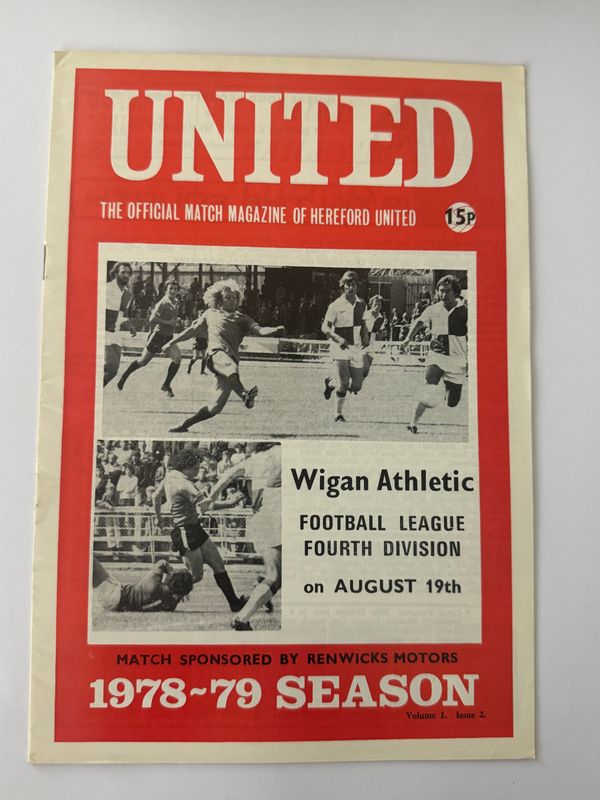 UNITED
THE OFFICIAL MATCH MAGAZINE OF HEREFORD UNITED 15P
Wigan Athletic
FOOTBALL LEAGUE
FOURTH DIVISION
on AUGUST 19th
MATCH SPONSORED BY RENWICKS MOTORS
1978~79 SEASON
Volume 1. Issue 2.